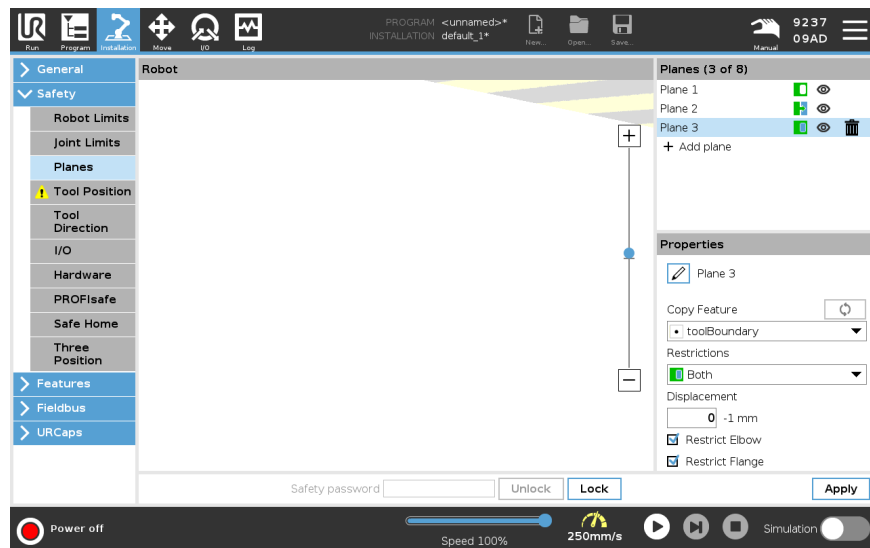 PROGRAM <unnamed>*
INSTALLATION default_1*
Run Program Installation Move I/O Log
New... Open... Save...
Manual
9237
09AD
General
Safety
Robot Limits
Joint Limits
Planes
Tool Position
Tool
Direction
I/O
Hardware
PROFIsafe
Safe Home
Three
Position
Features
Fieldbus
URCaps
Robot
Planes (3 of 8)
Plane 1
Plane 2
Plane 3
+ Add plane
Properties
Plane 3
Copy Feature
toolBoundary
Restrictions
Both
Displacement
0 -1 mm
Restrict Elbow
Restrict Flange
Safety password Unlock Lock Apply
Power off
Speed 100%
250mm/s
Simulation